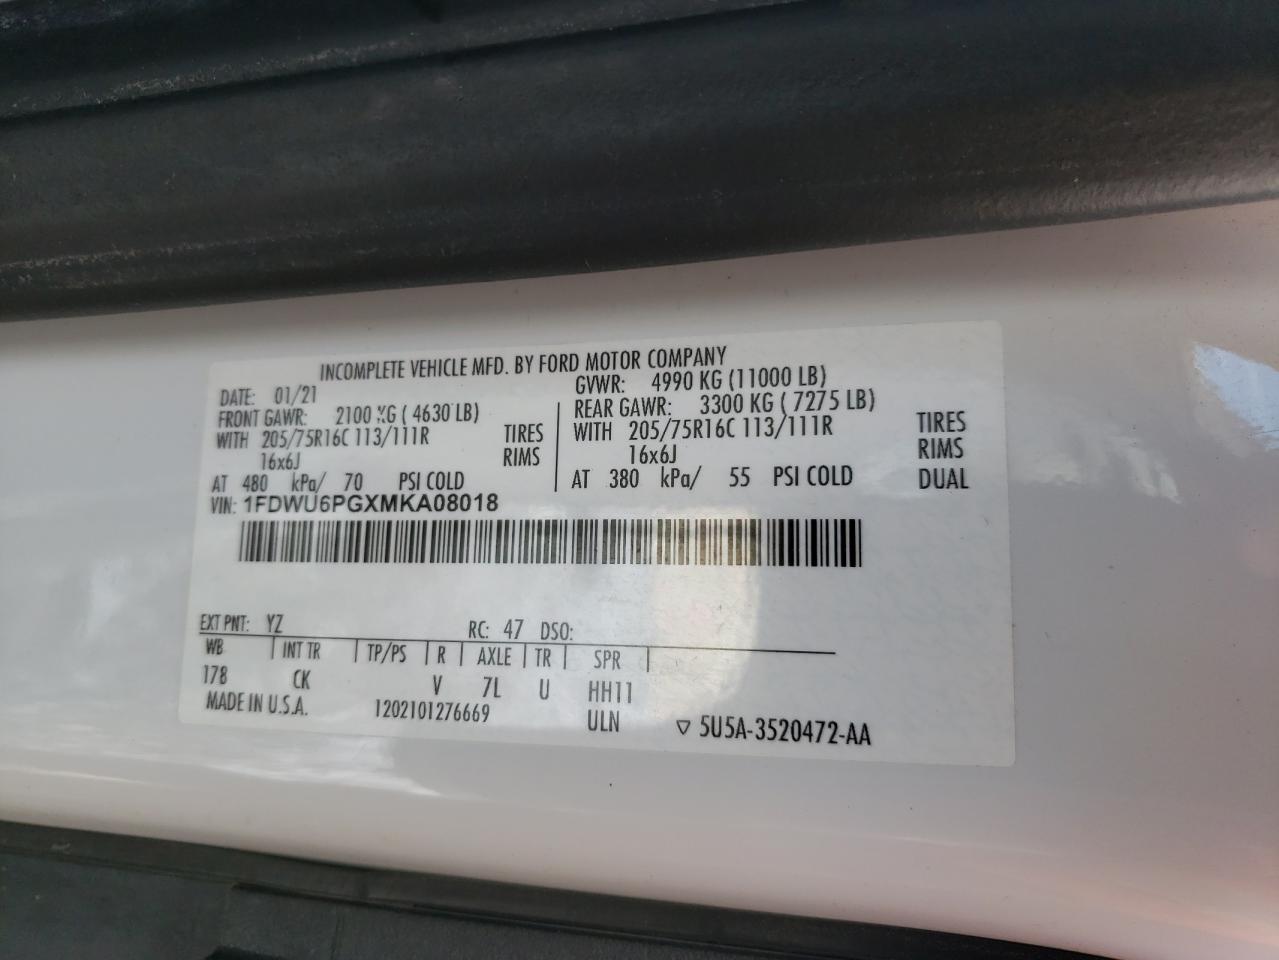 INCOMPLETE VEHICLE MFD. BY FORD MOTOR COMPANY
DATE: 01/21 GVWR: 4990 KG (11000 LB)
FRONT GAWR: 2100 KG ( 4630 LB) REAR GAWR: 3300 KG ( 7275 LB)
WITH 205/75R16C 113/111R TIRES WITH 205/75R16C 113/111R TIRES
16x6J RIMS 16x6J RIMS
AT 480 kPa/ 70 PSI COLD AT 380 kPa/ 55 PSI COLD DUAL
VIN: 1FDWU6PGXMKA08018
EXT PNT: YZ RC: 47 DSO:
WB INT TR TP/PS R AXLE TR SPR
178 CK V 7L U HH11
MADE IN U.S.A. 1202101276669 ULN ▽ 5U5A-3520472-AA